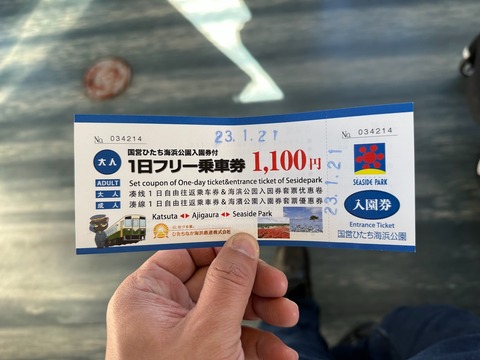 No. 034214
23.1.21
国営ひたち海浜公園入園券付
大人
1日フリー乗車券 1,100円
ADULT Set coupon of One-day ticket&entrance ticket of Sesidepark
大人 湊线1日自由往返乘车券&海滨公园入园券套票优惠卷
成人 湊線1日自由往返乘車券&海濱公園入園券套票優惠券
Katsuta ◀▶ Ajigaura ◀▶ Seaside Park
ひたちなか海浜鉄道株式会社
No. 034214
23.1.21
SEASIDE PARK
入園券
Entrance Ticket
国営ひたち海浜公園